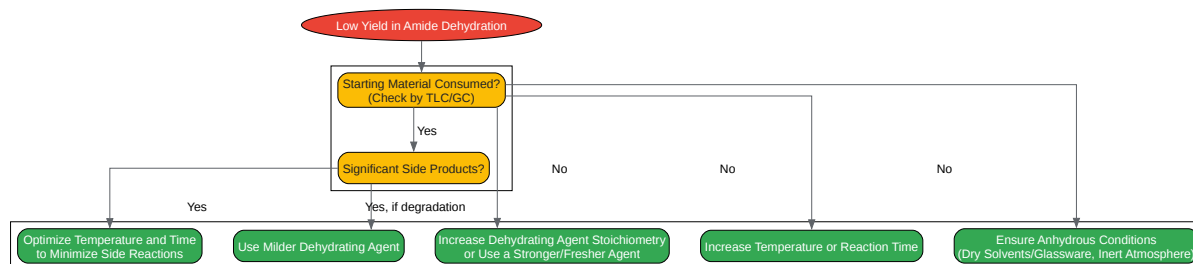 Low Yield in Amide Dehydration
Starting Material Consumed?
(Check by TLC/GC)
Yes
Significant Side Products?
No
No
No
Yes
Yes, if degradation
Optimize Temperature and Time
to Minimize Side Reactions
Use Milder Dehydrating Agent
Increase Dehydrating Agent Stoichiometry
or Use a Stronger/Fresher Agent
Increase Temperature or Reaction Time
Ensure Anhydrous Conditions
(Dry Solvents/Glassware, Inert Atmosphere)